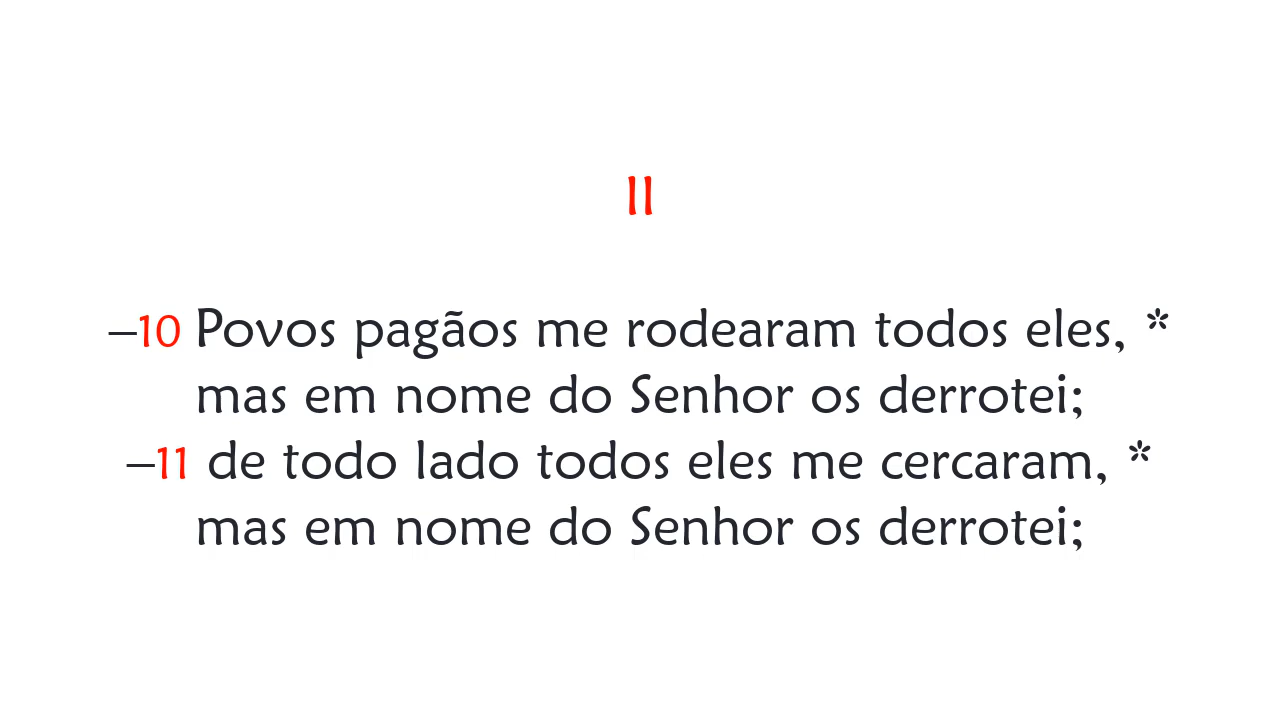 II
–10 Povos pagãos me rodearam todos eles, *
mas em nome do Senhor os derrotei;
–11 de todo lado todos eles me cercaram, *
mas em nome do Senhor os derrotei;